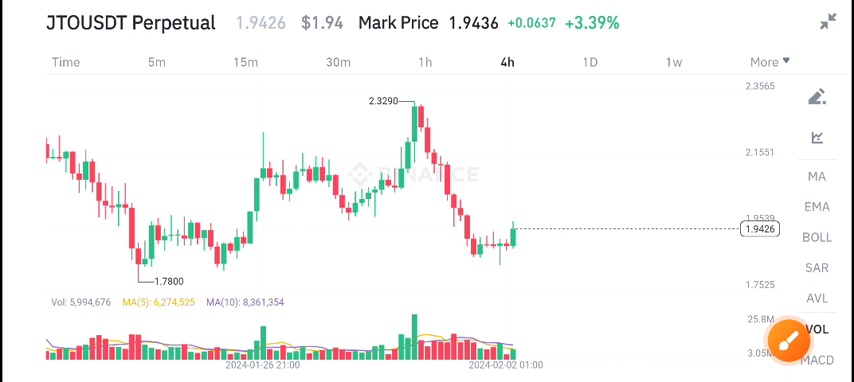 JTOUSDT Perpetual 1.9426 $1.94 Mark Price 1.9436 +0.0637 +3.39%
Time 5m 15m 30m 1h 4h 1D 1w More
2.3565
2.3290
2.1551
MA
BINANCE
EMA
1.9539
1.9426
BOLL
SAR
1.7800
1.7525
AVL
Vol: 5,994,676 MA(5): 6,274,525 MA(10): 8,361,354
25.8M
VOL
3.05M
MACD
2024-01-26 21:00 2024-02-02 01:00